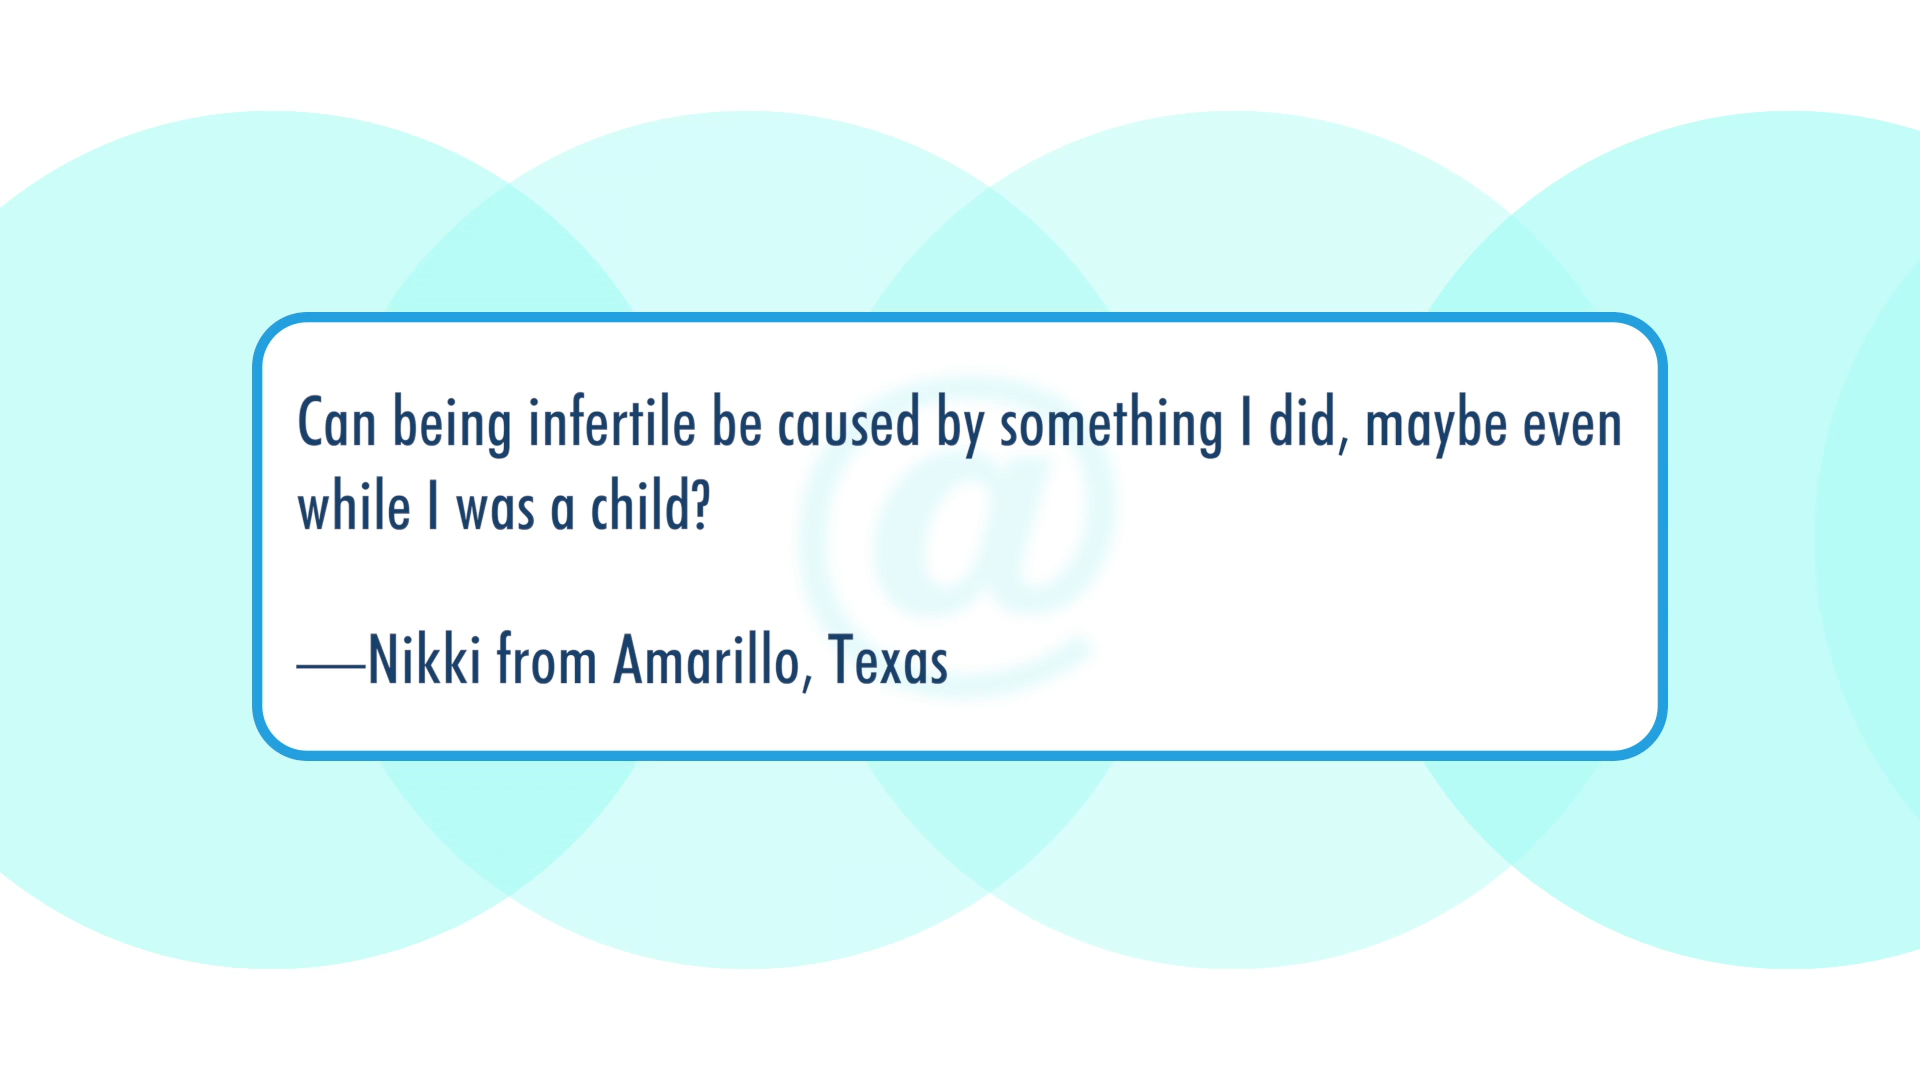 Can being infertile be caused by something I did, maybe even
while I was a child?
—Nikki from Amarillo, Texas
@